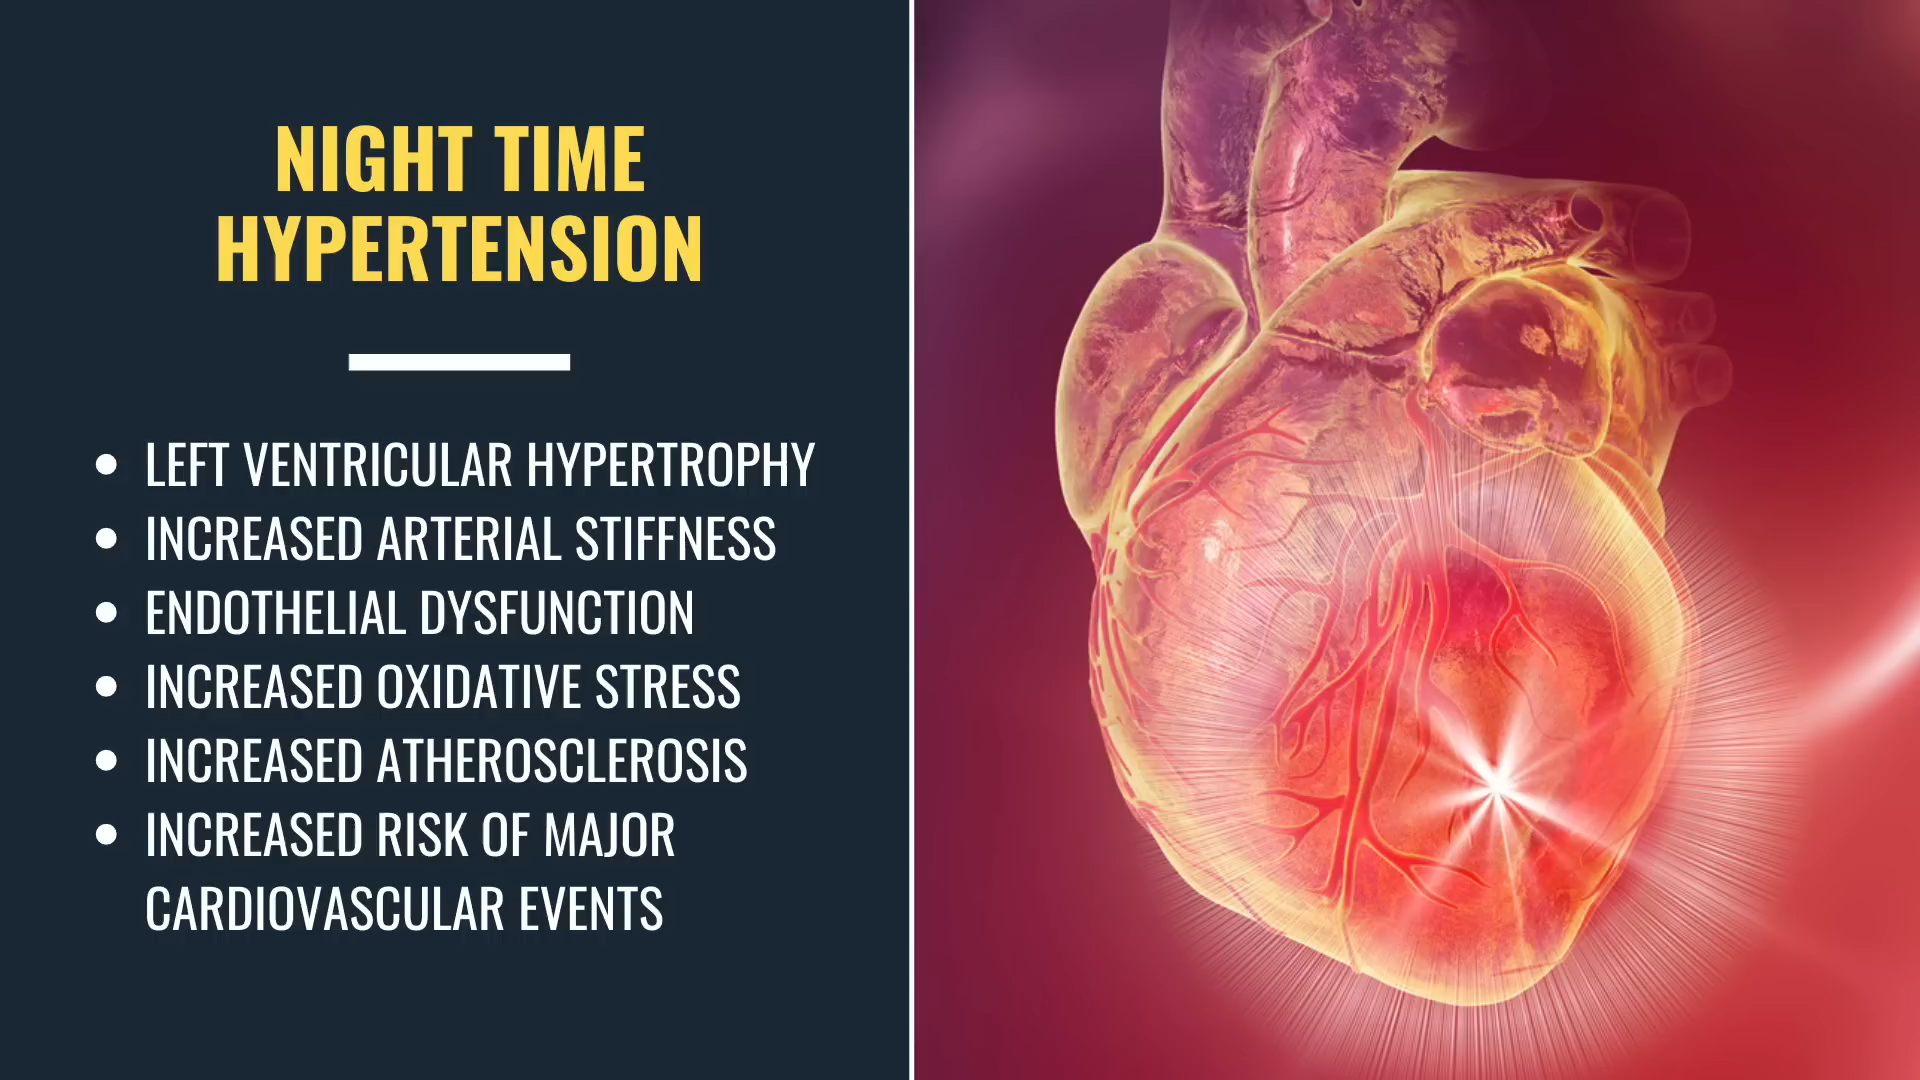 NIGHT TIME
HYPERTENSION
• LEFT VENTRICULAR HYPERTROPHY
• INCREASED ARTERIAL STIFFNESS
• ENDOTHELIAL DYSFUNCTION
• INCREASED OXIDATIVE STRESS
• INCREASED ATHEROSCLEROSIS
• INCREASED RISK OF MAJOR
CARDIOVASCULAR EVENTS